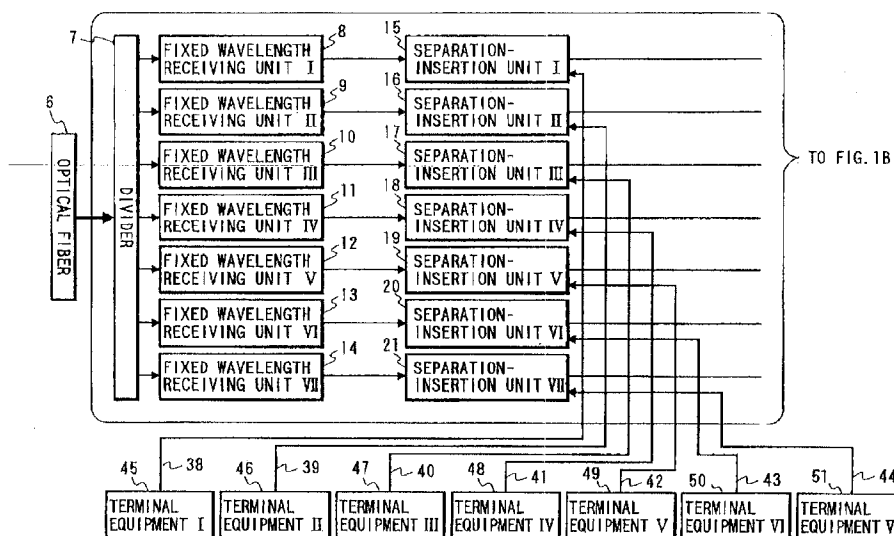 7
8
15
FIXED WAVELENGTH
RECEIVING UNIT I
SEPARATION-
INSERTION UNIT I
9
16
FIXED WAVELENGTH
RECEIVING UNIT II
SEPARATION-
INSERTION UNIT II
6
10
17
FIXED WAVELENGTH
RECEIVING UNIT III
SEPARATION-
INSERTION UNIT III
TO FIG.1B
OPTICAL FIBER
DIVIDER
11
18
FIXED WAVELENGTH
RECEIVING UNIT IV
SEPARATION-
INSERTION UNIT IV
12
19
FIXED WAVELENGTH
RECEIVING UNIT V
SEPARATION-
INSERTION UNIT V
13
20
FIXED WAVELENGTH
RECEIVING UNIT VI
SEPARATION-
INSERTION UNIT VI
14
21
FIXED WAVELENGTH
RECEIVING UNIT VII
SEPARATION-
INSERTION UNIT VII
45
38
46
39
47
40
48
41
49
42
50
43
51
44
TERMINAL
EQUIPMENT I
TERMINAL
EQUIPMENT II
TERMINAL
EQUIPMENT III
TERMINAL
EQUIPMENT IV
TERMINAL
EQUIPMENT V
TERMINAL
EQUIPMENT VI
TERMINAL
EQUIPMENT